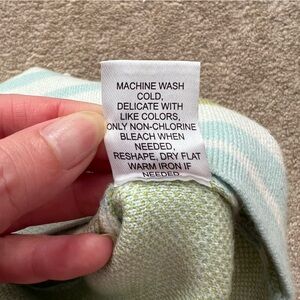 MACHINE WASH
COLD,
DELICATE WITH
LIKE COLORS,
ONLY NON-CHLORINE
BLEACH WHEN
NEEDED,
RESHAPE, DRY FLAT
WARM IRON IF
NEEDED